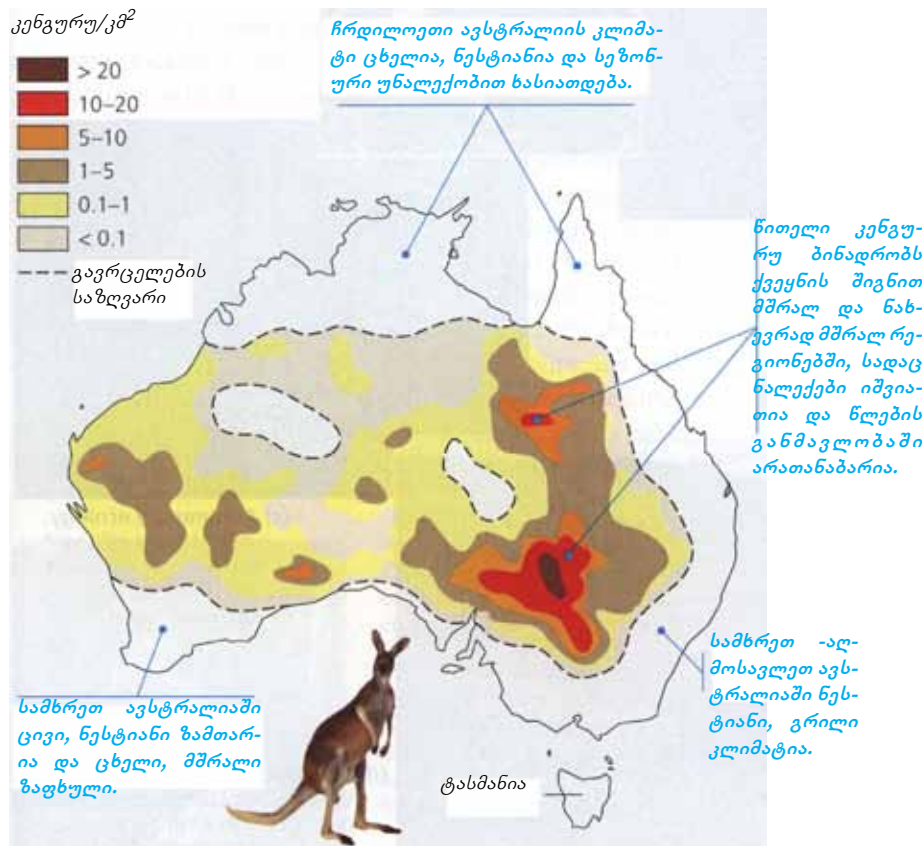 კენგურუ/კმ²
> 20
10–20
5–10
1–5
0.1–1
< 0.1
გავრცელების
საზღვარი
ჩრდილოეთი ავსტრალიის კლიმა-
ტი ცხელია, ნესტიანია და სეზონ-
ური უნალექობით ხასიათდება.
წითელი კენგუ-
რუ ბინადრობს
ქვეყნის შიგნით
მშრალ და ნახ-
ევრად მშრალ რე-
გიონებში, სადაც
ნალექები იშვია-
თია და წლების
განმავლობაში
არათანაბარია.
სამხრეთ -აღ-
მოსავლეთ ავს-
ტრალიაში ნეს-
ტიანი, გრილი
კლიმატია.
სამხრეთ ავსტრალიაში
ცივი, ნესტიანი ზამთარ-
ია და ცხელი, მშრალი
ზაფხული.
ტასმანია